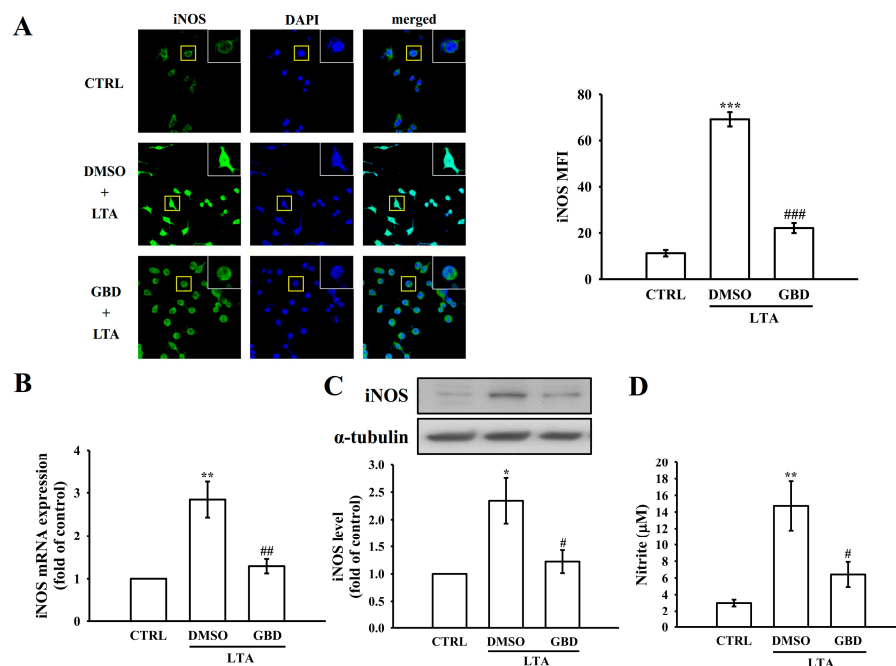 A
iNOS DAPI merged
CTRL
DMSO
+
LTA
GBD
+
LTA
iNOS MFI
80
60
40
20
0
***
###
CTRL DMSO GBD
LTA
B
iNOS mRNA expression
(fold of control)
4
3
2
1
0
**
##
CTRL DMSO GBD
LTA
C
iNOS
α-tubulin
iNOS level
(fold of control)
3.0
2.5
2.0
1.5
1.0
0.5
0.0
*
#
CTRL DMSO GBD
LTA
D
Nitrite (μM)
18
16
14
12
10
8
6
4
2
0
**
#
CTRL DMSO GBD
LTA